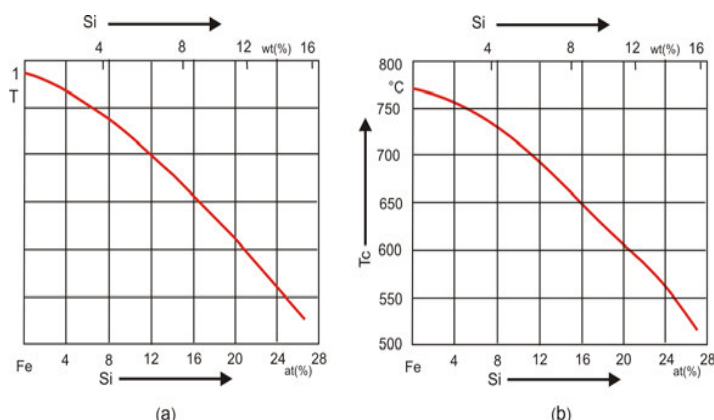 Si
4 8 12 wt(%) 16
1
T
Fe 4 8 12 16 20 24 28
Si at(%)
(a)
Si
4 8 12 wt(%) 16
800
°C
750
700
650
Tc
600
550
500
Fe 4 8 12 16 20 24 28
Si at(%)
(b)